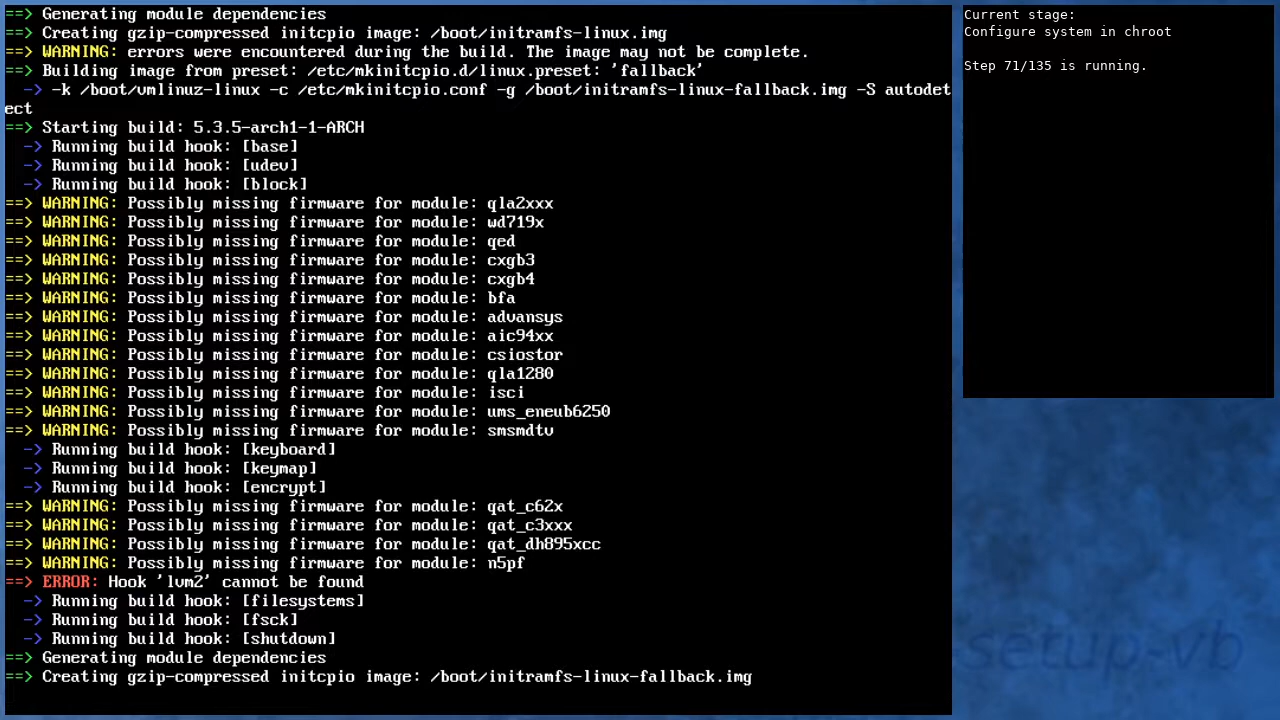 ==> Generating module dependencies
==> Creating gzip-compressed initcpio image: /boot/initramfs-linux.img
==> WARNING: errors were encountered during the build. The image may not be complete.
==> Building image from preset: /etc/mkinitcpio.d/linux.preset: 'fallback'
  -> -k /boot/vmlinuz-linux -c /etc/mkinitcpio.conf -g /boot/initramfs-linux-fallback.img -S autodet
ect
==> Starting build: 5.3.5-arch1-1-ARCH
  -> Running build hook: [base]
  -> Running build hook: [udev]
  -> Running build hook: [block]
==> WARNING: Possibly missing firmware for module: qla2xxx
==> WARNING: Possibly missing firmware for module: wd719x
==> WARNING: Possibly missing firmware for module: qed
==> WARNING: Possibly missing firmware for module: cxgb3
==> WARNING: Possibly missing firmware for module: cxgb4
==> WARNING: Possibly missing firmware for module: bfa
==> WARNING: Possibly missing firmware for module: advansys
==> WARNING: Possibly missing firmware for module: aic94xx
==> WARNING: Possibly missing firmware for module: csiostor
==> WARNING: Possibly missing firmware for module: qla1280
==> WARNING: Possibly missing firmware for module: isci
==> WARNING: Possibly missing firmware for module: ums_eneub6250
==> WARNING: Possibly missing firmware for module: smsmdtv
  -> Running build hook: [keyboard]
  -> Running build hook: [keymap]
  -> Running build hook: [encrypt]
==> WARNING: Possibly missing firmware for module: qat_c62x
==> WARNING: Possibly missing firmware for module: qat_c3xxx
==> WARNING: Possibly missing firmware for module: qat_dh895xcc
==> WARNING: Possibly missing firmware for module: n5pf
==> ERROR: Hook 'lvm2' cannot be found
  -> Running build hook: [filesystems]
  -> Running build hook: [fsck]
  -> Running build hook: [shutdown]
==> Generating module dependencies
==> Creating gzip-compressed initcpio image: /boot/initramfs-linux-fallback.img
Current stage:
Configure system in chroot
Step 71/135 is running.
-setup-vb